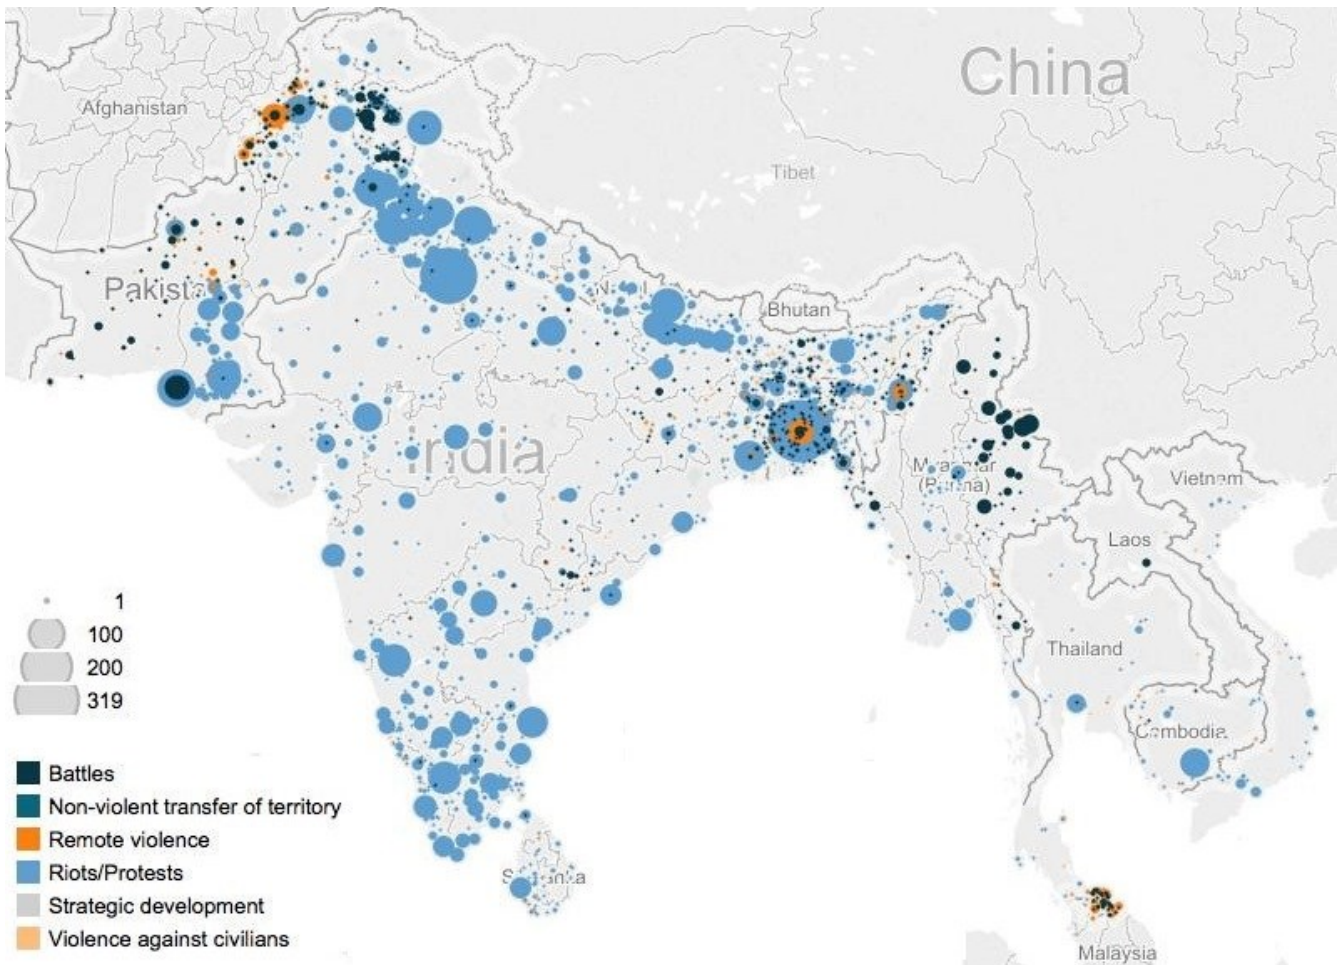 China
Afghanistan
Tibet
Bhutan
India
Vietnam
Laos
Thailand
Cambodia
Malaysia
1
100
200
319
Battles
Non-violent transfer of territory
Remote violence
Riots/Protests
Strategic development
Violence against civilians